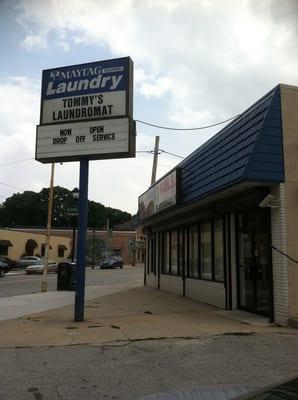 MAYTAG
Laundry
TOMMY'S
LAUNDROMAT
NOW OPEN
DROP OFF SERVICE